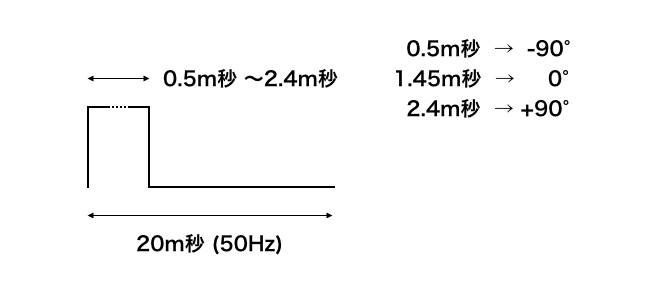 0.5m秒 → -90°
0.5m秒 〜2.4m秒
1.45m秒 → 0°
2.4m秒 → +90°
20m秒 (50Hz)